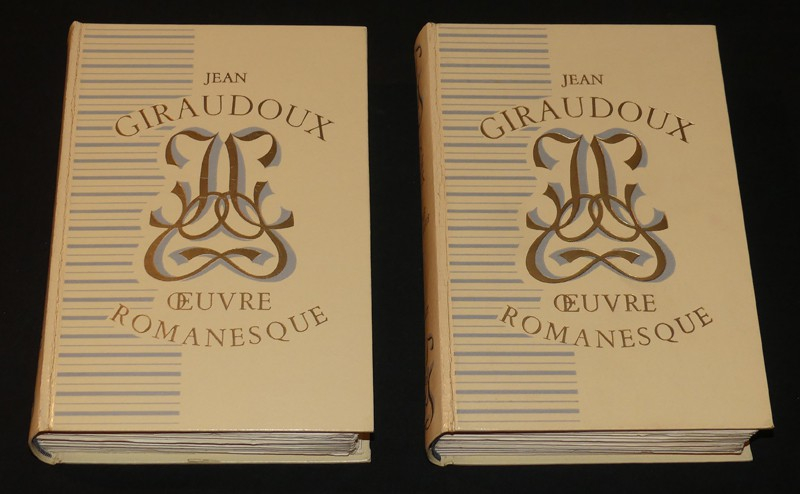 JEAN
GIRAUDOUX
ŒUVRE
ROMANESQUE
JEAN
GIRAUDOUX
ŒUVRE
ROMANESQUE